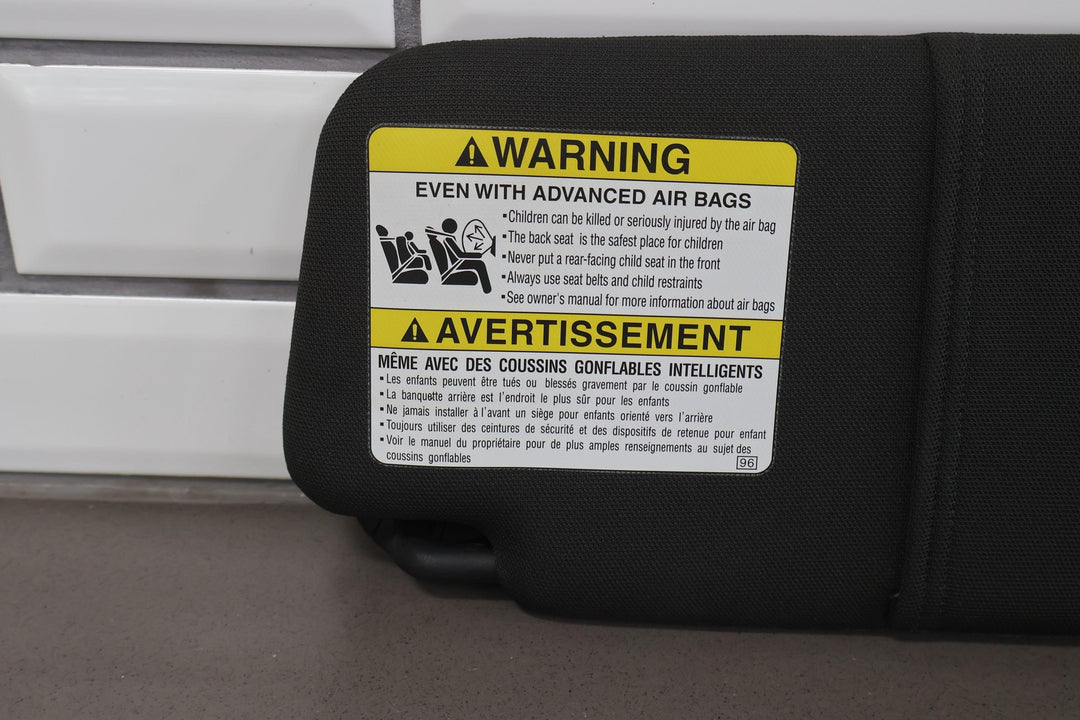 WARNING
EVEN WITH ADVANCED AIR BAGS
▪Children can be killed or seriously injured by the air bag
▪The back seat is the safest place for children
▪Never put a rear-facing child seat in the front
▪Always use seat belts and child restraints
▪See owner's manual for more information about air bags
AVERTISSEMENT
MÊME AVEC DES COUSSINS GONFLABLES INTELLIGENTS
▪Les enfants peuvent être tués ou blessés gravement par le coussin gonflable
▪La banquette arrière est l'endroit le plus sûr pour les enfants
▪Ne jamais installer à l'avant un siège pour enfants orienté vers l'arrière
▪Toujours utiliser des ceintures de sécurité et des dispositifs de retenue pour enfant
▪Voir le manuel du propriétaire pour de plus amples renseignements au sujet des
coussins gonflables
96